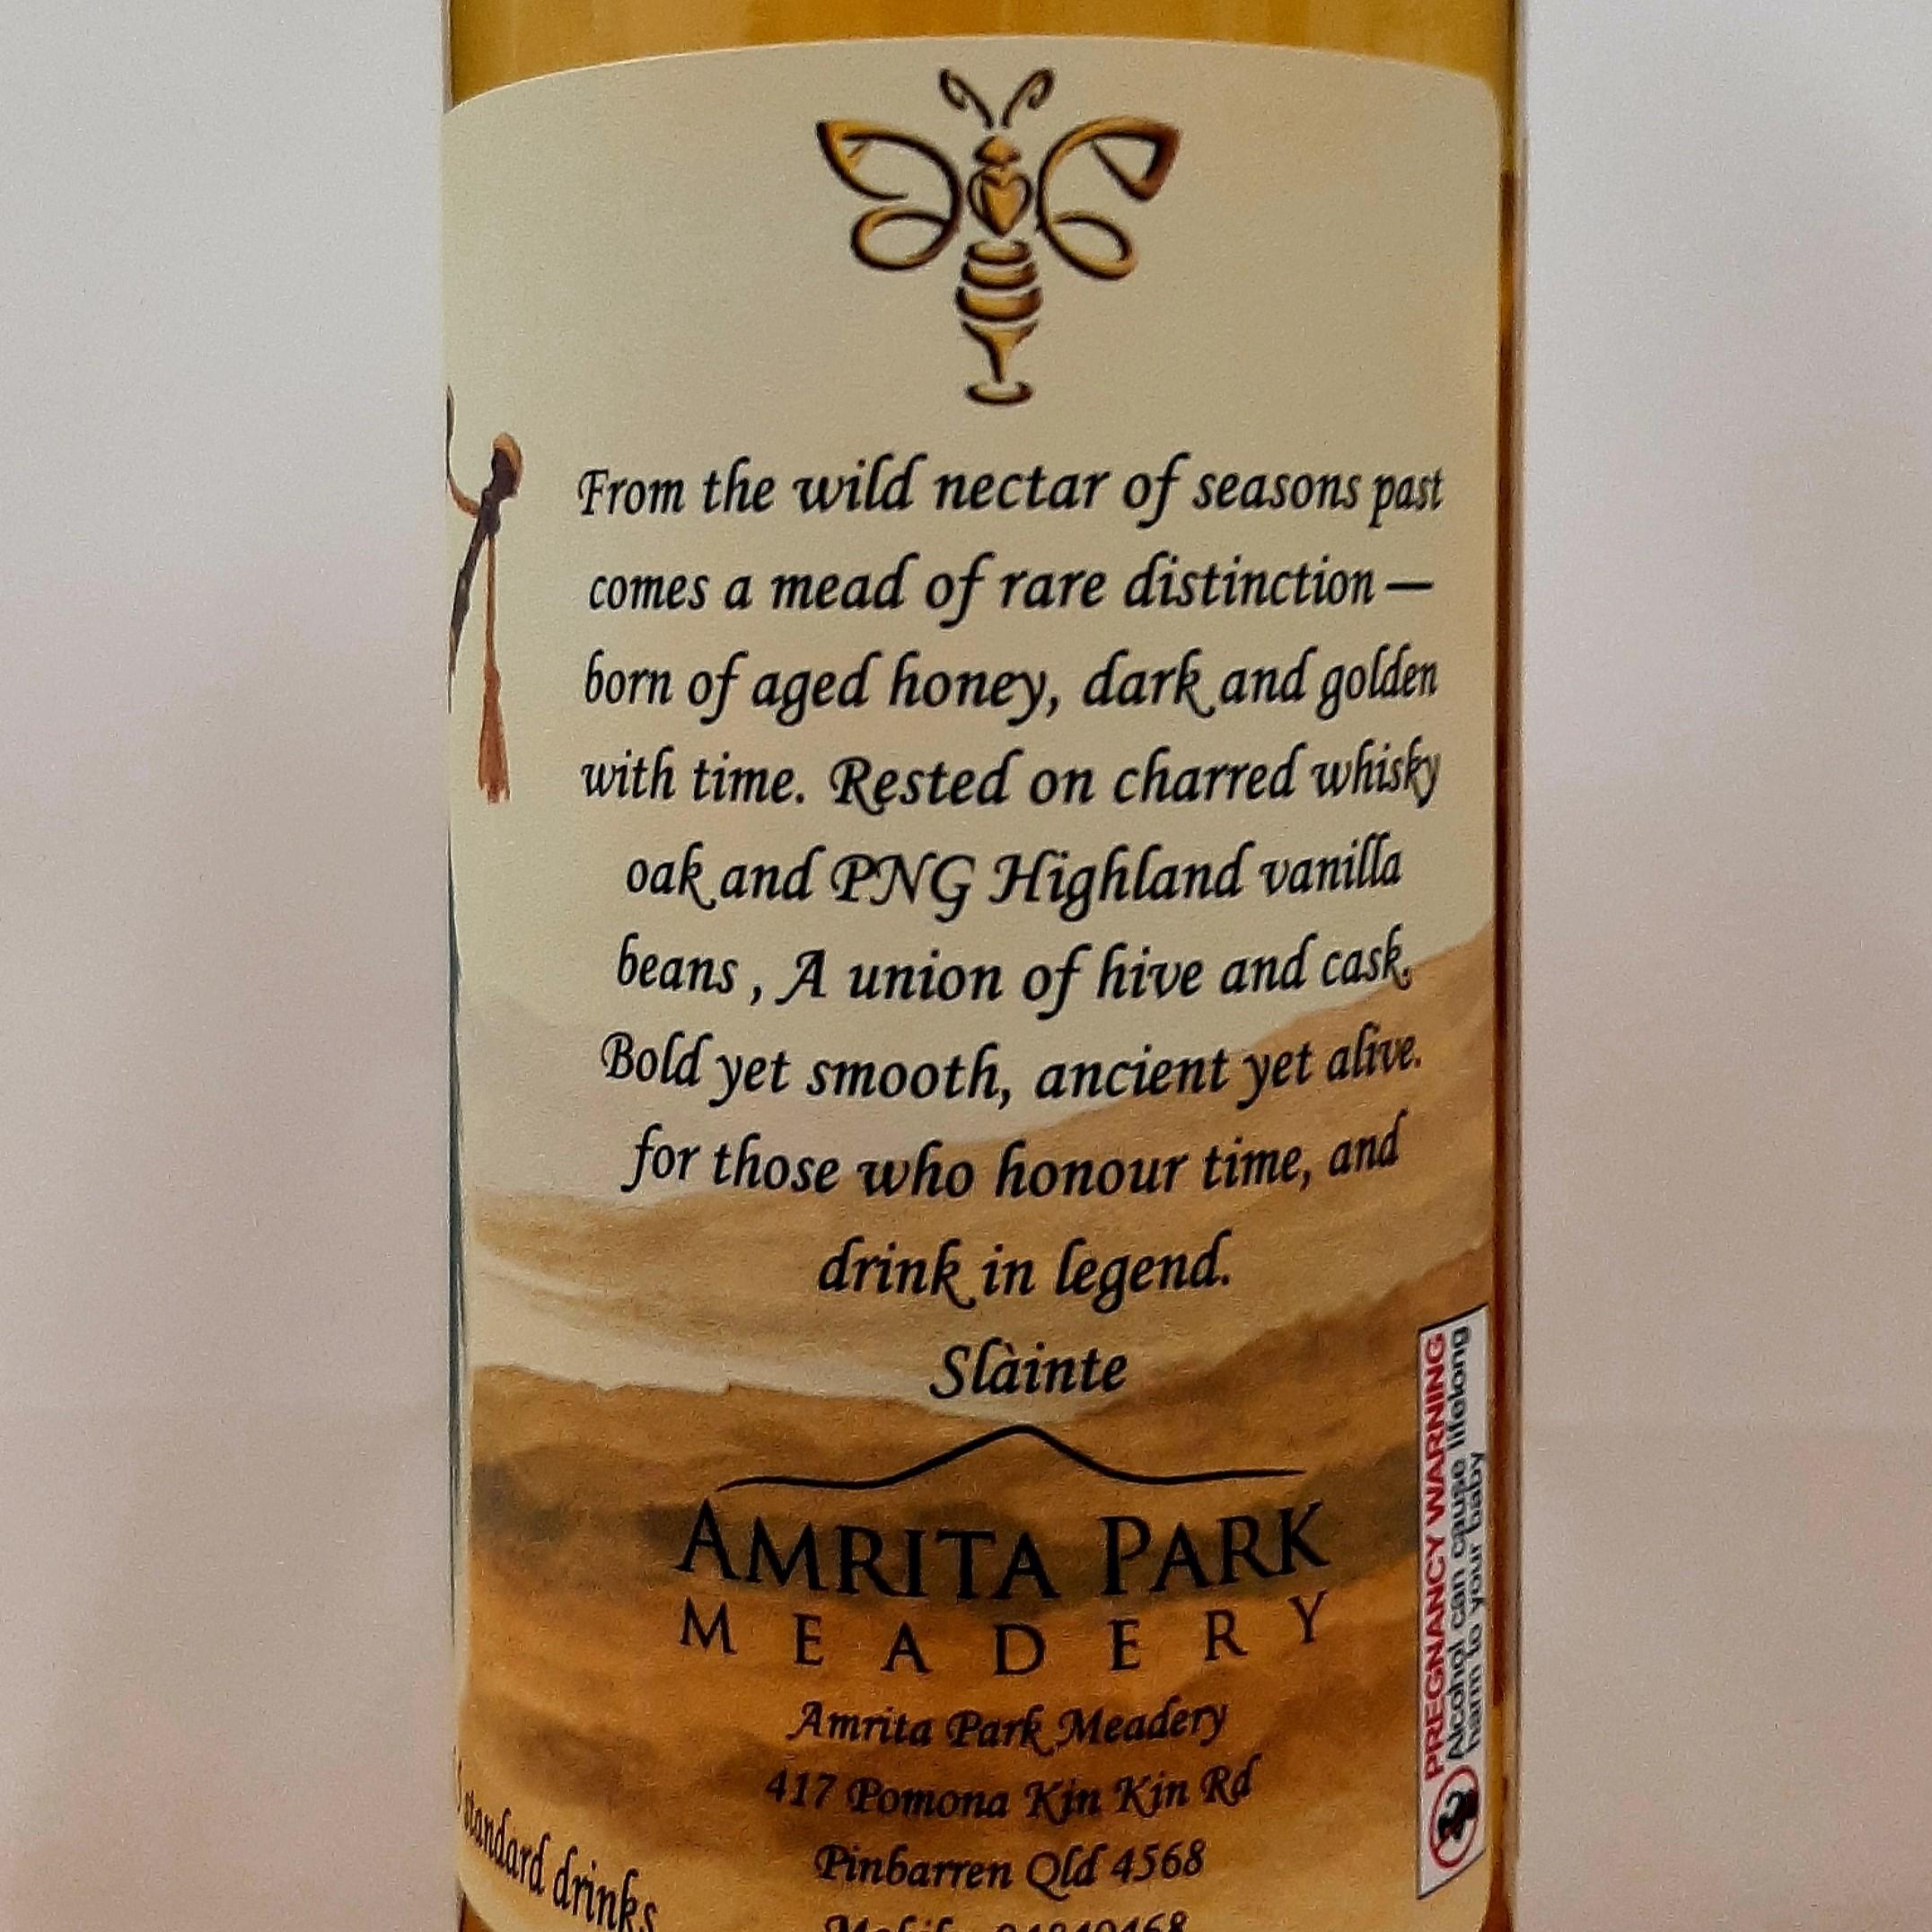 From the wild nectar of seasons past
comes a mead of rare distinction —
born of aged honey, dark and golden
with time. Rested on charred whisky
oak and PNG Highland vanilla
beans , A union of hive and cask.
Bold yet smooth, ancient yet alive.
for those who honour time, and
drink in legend.
Slàinte
AMRITA PARK
MEADERY
Amrita Park Meadery
417 Pomona Kin Kin Rd
Pinbarren Qld 4568
standard drinks
PREGNANCY WARNING
Alcohol can cause lifelong
harm to your baby